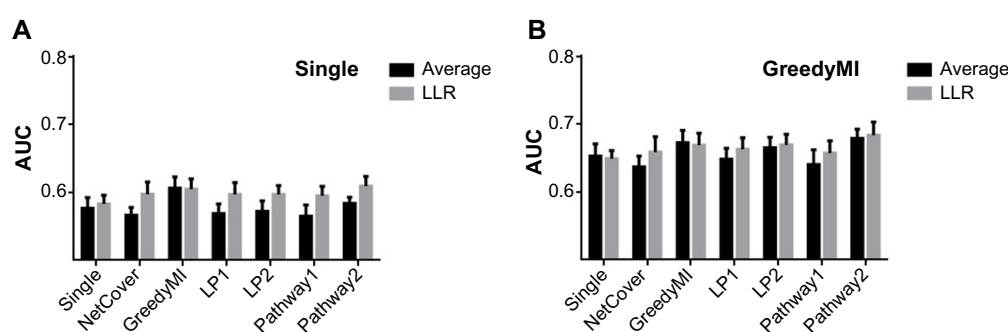 A
Single
Average
LLR
AUC
0.8
0.7
0.6
Single
NetCover
GreedyMI
LP1
LP2
Pathway1
Pathway2
B
GreedyMI
Average
LLR
AUC
0.8
0.7
0.6
Single
NetCover
GreedyMI
LP1
LP2
Pathway1
Pathway2